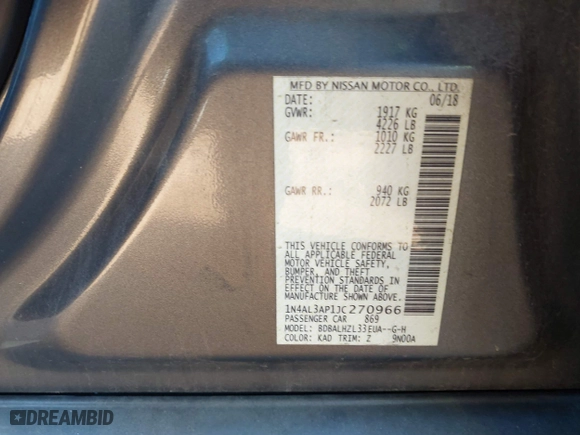 MFD BY NISSAN MOTOR CO., LTD.
DATE: 06/18
GVWR: 1917 KG
4226 LB
GAWR FR.: 1010 KG
2227 LB
GAWR RR.: 940 KG
2072 LB
THIS VEHICLE CONFORMS TO
ALL APPLICABLE FEDERAL
MOTOR VEHICLE SAFETY,
BUMPER, AND THEFT
PREVENTION STANDARDS IN
EFFECT ON THE DATE OF
MANUFACTURE SHOWN ABOVE.
1N4AL3AP1JC270966
PASSENGER CAR 869
MODEL: BDBALHZL33EUA--G-H
COLOR: KAD TRIM: Z 9N00A
DREAMBID